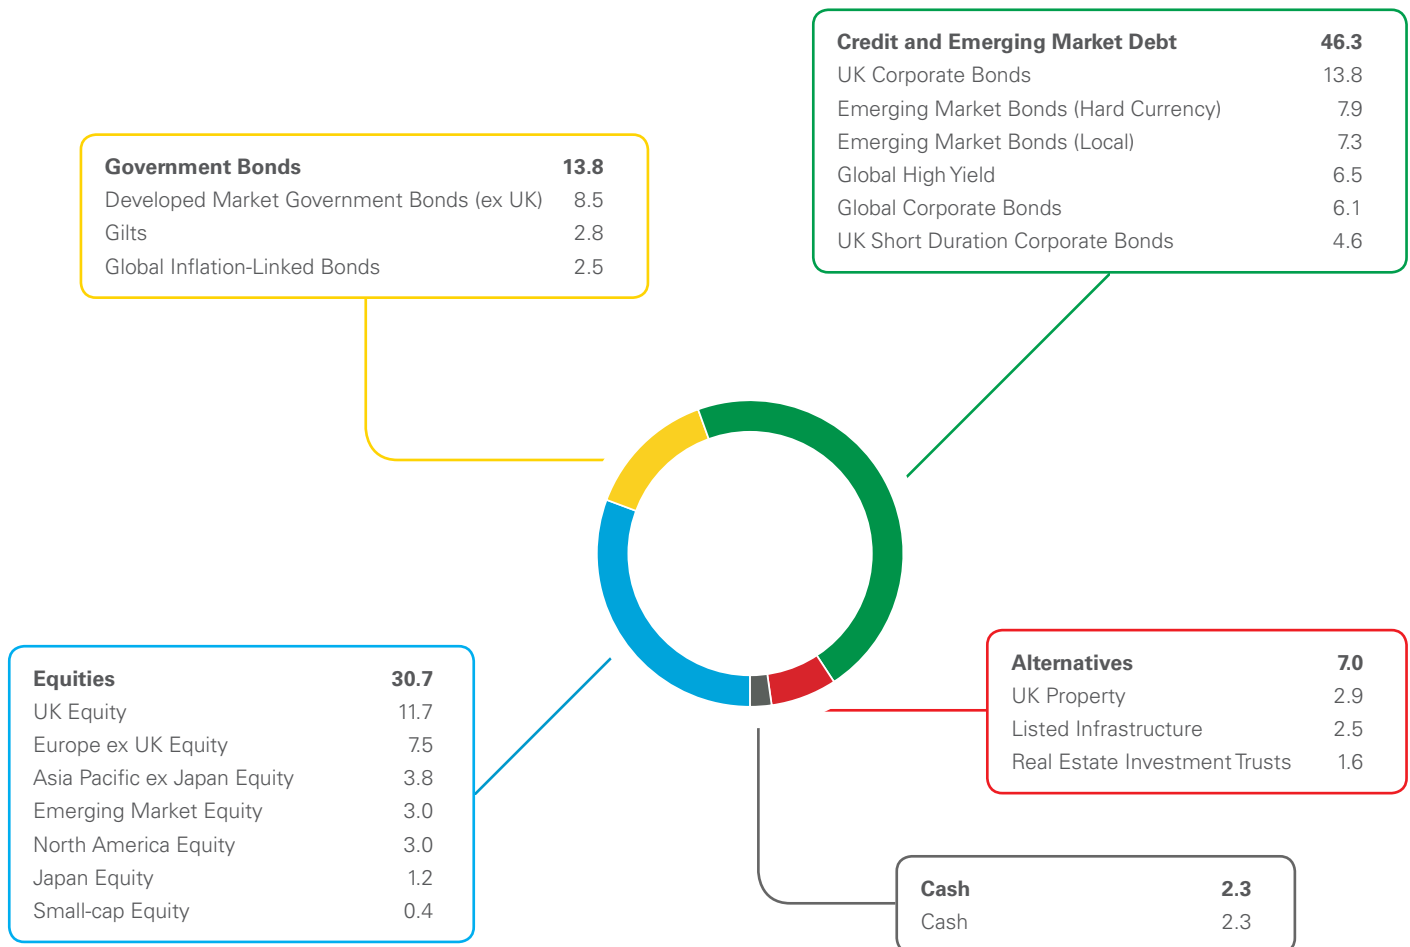 Credit and Emerging Market Debt 46.3
UK Corporate Bonds 13.8
Emerging Market Bonds (Hard Currency) 7.9
Emerging Market Bonds (Local) 7.3
Global High Yield 6.5
Global Corporate Bonds 6.1
UK Short Duration Corporate Bonds 4.6
Government Bonds 13.8
Developed Market Government Bonds (ex UK) 8.5
Gilts 2.8
Global Inflation-Linked Bonds 2.5
Equities 30.7
UK Equity 11.7
Europe ex UK Equity 7.5
Asia Pacific ex Japan Equity 3.8
Emerging Market Equity 3.0
North America Equity 3.0
Japan Equity 1.2
Small-cap Equity 0.4
Alternatives 7.0
UK Property 2.9
Listed Infrastructure 2.5
Real Estate Investment Trusts 1.6
Cash 2.3
Cash 2.3